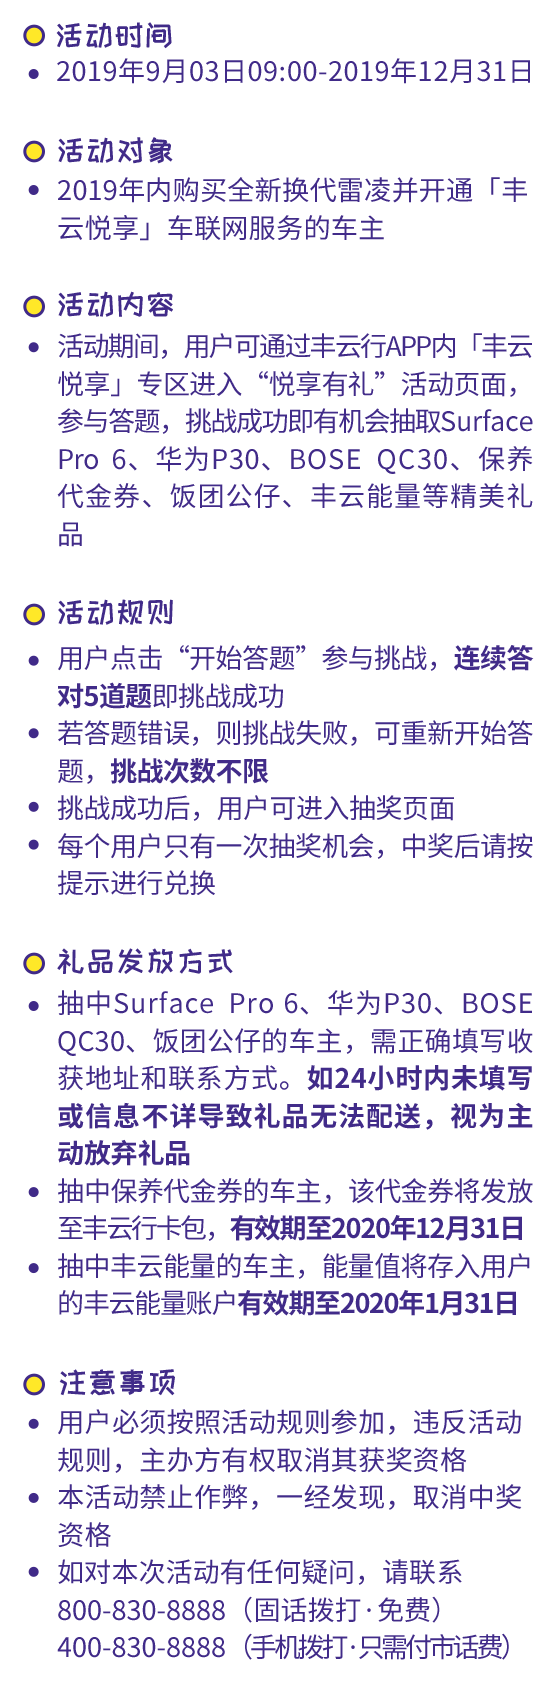 活动时间
2019年9月03日09:00-2019年12月31日
活动对象
2019年内购买全新换代雷凌并开通「丰
云悦享」车联网服务的车主
活动内容
活动期间，用户可通过丰云行APP内「丰云
悦享」专区进入“悦享有礼”活动页面，
参与答题，挑战成功即有机会抽取Surface
Pro 6、华为P30、BOSE QC30、保养
代金券、饭团公仔、丰云能量等精美礼
品
活动规则
用户点击“开始答题”参与挑战，连续答
对5道题即挑战成功
若答题错误，则挑战失败，可重新开始答
题，挑战次数不限
挑战成功后，用户可进入抽奖页面
每个用户只有一次抽奖机会，中奖后请按
提示进行兑换
礼品发放方式
抽中Surface Pro 6、华为P30、BOSE
QC30、饭团公仔的车主，需正确填写收
获地址和联系方式。如24小时内未填写
或信息不详导致礼品无法配送，视为主
动放弃礼品
抽中保养代金券的车主，该代金券将发放
至丰云行卡包，有效期至2020年12月31日
抽中丰云能量的车主，能量值将存入用户
的丰云能量账户有效期至2020年1月31日
注意事项
用户必须按照活动规则参加，违反活动
规则，主办方有权取消其获奖资格
本活动禁止作弊，一经发现，取消中奖
资格
如对本次活动有任何疑问，请联系
800-830-8888（固话拨打·免费）
400-830-8888（手机拨打·只需付市话费）